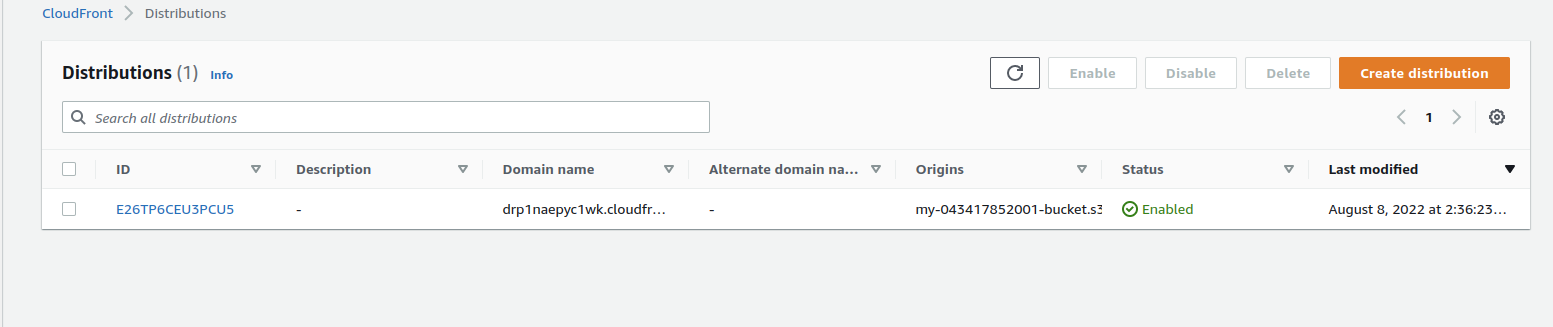 CloudFront > Distributions
Distributions (1) Info
Enable Disable Delete Create distribution
Search all distributions
1
ID Description Domain name Alternate domain na... Origins Status Last modified
E26TP6CEU3PCU5 - drp1naepyc1wk.cloudfr... - my-043417852001-bucket.s3 Enabled August 8, 2022 at 2:36:23...